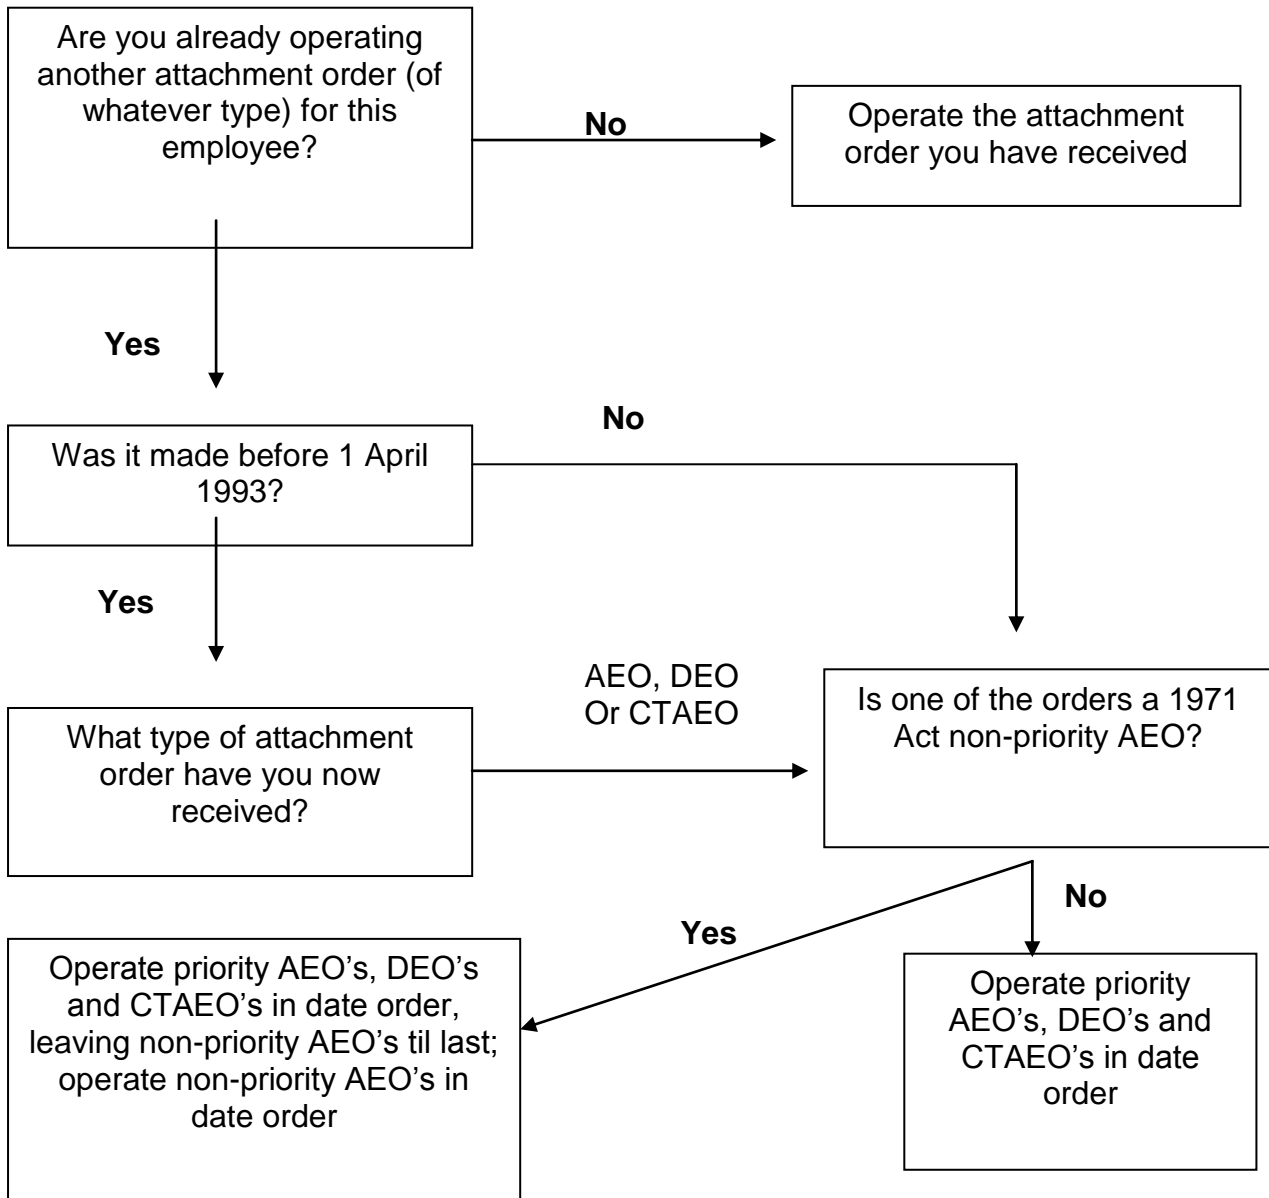 Are you already operating
another attachment order (of
whatever type) for this
employee?
No
Operate the attachment
order you have received
Yes
Was it made before 1 April
1993?
No
Yes
What type of attachment
order have you now
received?
AEO, DEO
Or CTAEO
Is one of the orders a 1971
Act non-priority AEO?
Yes
No
Operate priority AEO’s, DEO’s
and CTAEO’s in date order,
leaving non-priority AEO’s til last;
operate non-priority AEO’s in
date order
Operate priority
AEO’s, DEO’s and
CTAEO’s in date
order